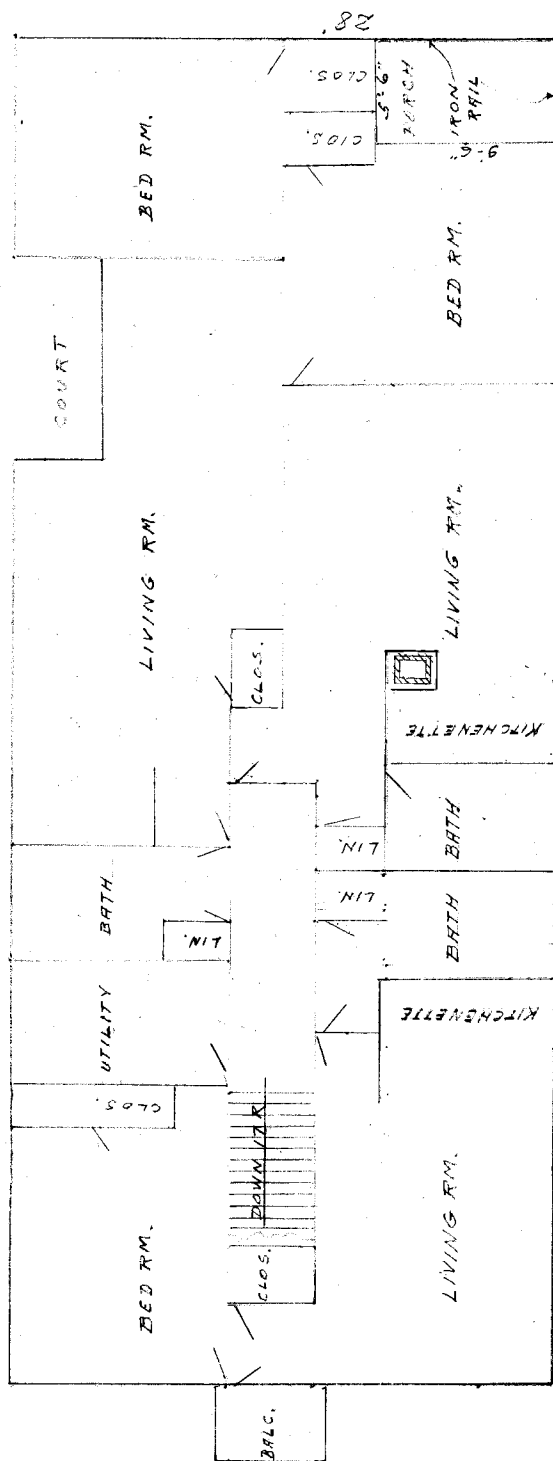 28'
BED RM.
CLOS.
CLOS.
5'-6"
PORCH
IRON
RAIL
9'-6"
COURT
BED RM.
LIVING RM.
LIVING RM.
CLOS.
KITCHENETTE
BATH
LIN.
BATH
LIN.
LIN.
BATH
UTILITY
KITCHENETTE
CLOS.
DOWN 17 R
BED RM.
CLOS.
LIVING RM.
BALC.